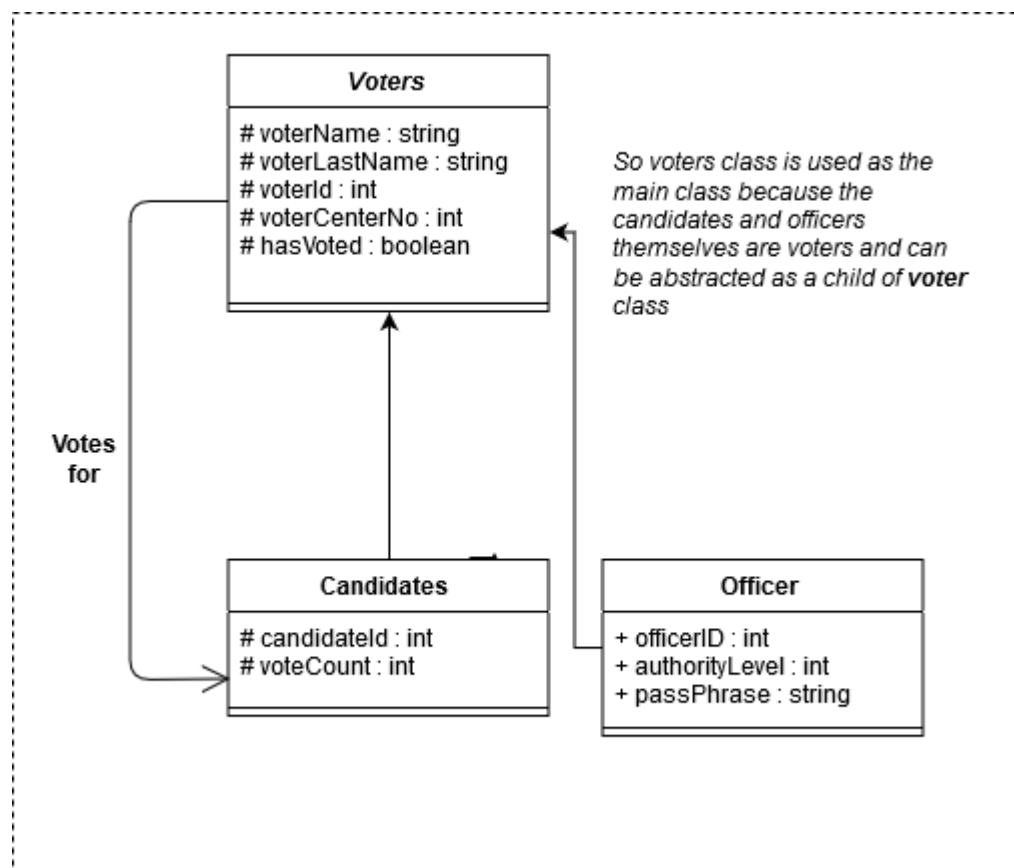 Voters
# voterName : string
# voterLastName : string
# voterId : int
# voterCenterNo : int
# hasVoted : boolean
So voters class is used as the
main class because the
candidates and officers
themselves are voters and can
be abstracted as a child of voter
class
Votes
for
Candidates
# candidateId : int
# voteCount : int
Officer
+ officerID : int
+ authorityLevel : int
+ passPhrase : string